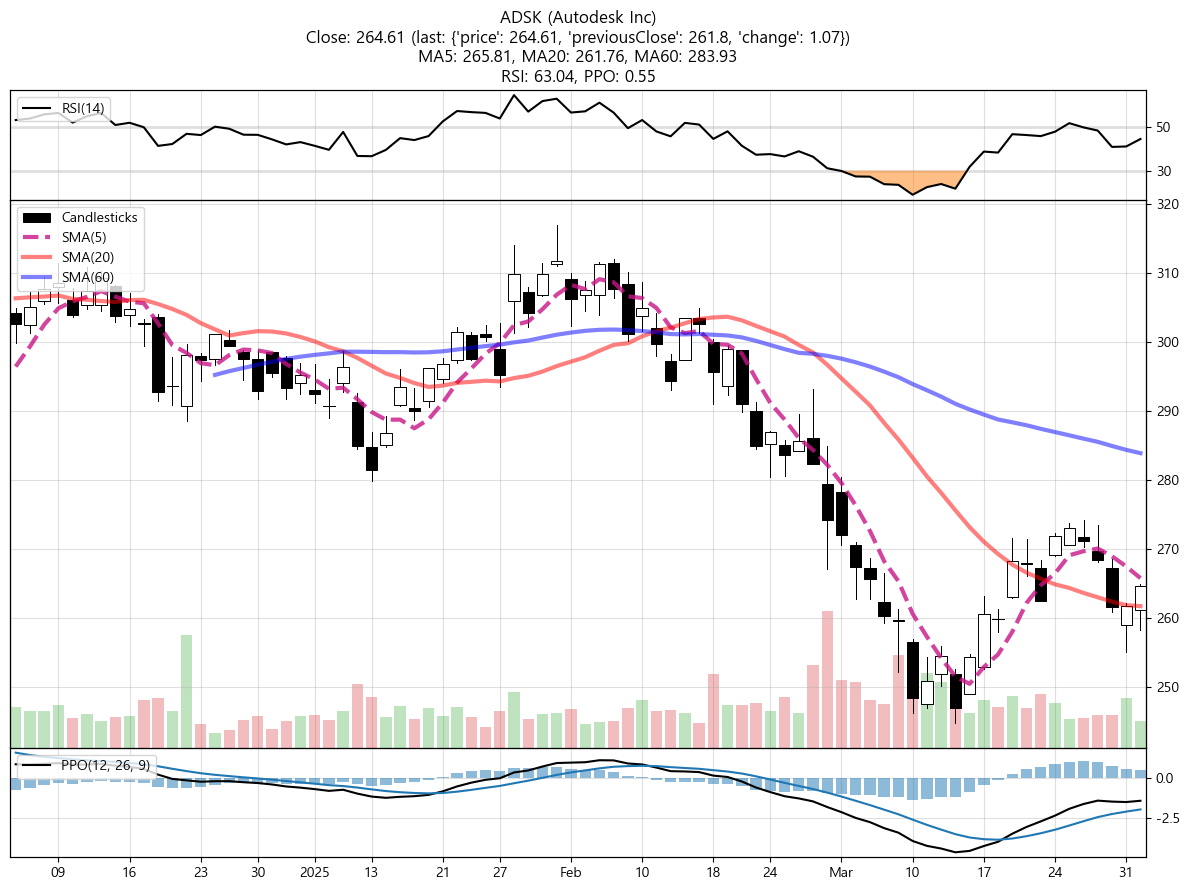 ADSK (Autodesk Inc)
Close: 264.61 (last: {'price': 264.61, 'previousClose': 261.8, 'change': 1.07})
MA5: 265.81, MA20: 261.76, MA60: 283.93
RSI: 63.04, PPO: 0.55
RSI(14)
50
30
Candlesticks
SMA(5)
SMA(20)
SMA(60)
320
310
300
290
280
270
260
250
PPO(12, 26, 9)
0.0
−2.5
09 16 23 30 2025 13 21 27 Feb 10 18 24 Mar 10 17 24 31